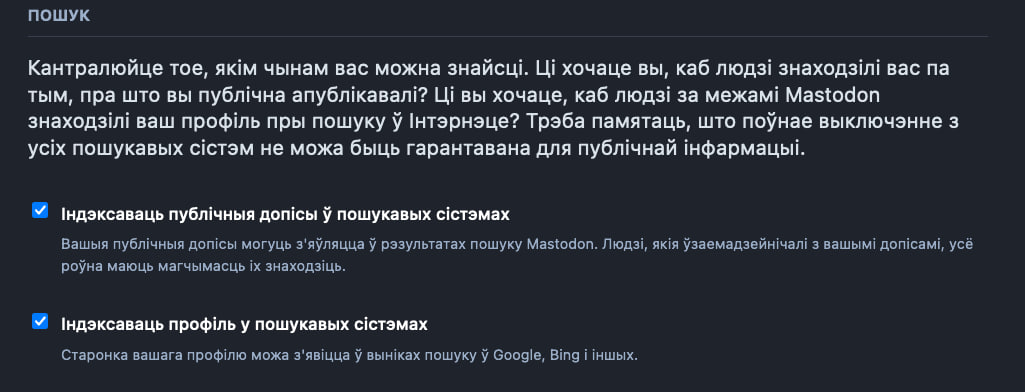 ПОШУК
Кантралюйце тое, якім чынам вас можна знайсці. Ці хочаце вы, каб людзі знаходзілі вас па
тым, пра што вы публічна апублікавалі? Ці вы хочаце, каб людзі за межамі Mastodon
знаходзілі ваш профіль пры пошуку ў Інтэрнэце? Трэба памятаць, што поўнае выключэнне з
усіх пошукавых сістэм не можа быць гарантавана для публічнай інфармацыі.
Індэксаваць публічныя допісы ў пошукавых сістэмах
Вашыя публічныя допісы могуць з'яўляцца ў рэзультатах пошуку Mastodon. Людзі, якія ўзаемадзейнічалі з вашымі допісамі, усё
роўна маюць магчымасць іх знаходзіць.
Індэксаваць профіль у пошукавых сістэмах
Старонка вашага профілю можа з'явіцца ў выніках пошуку ў Google, Bing і іншых.